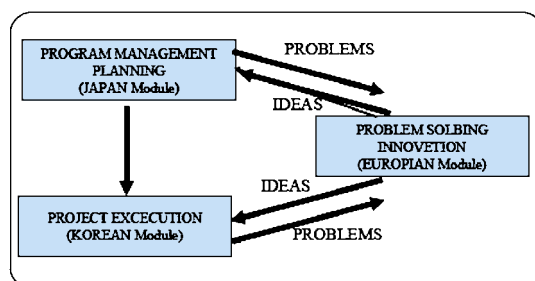 PROGRAM MANAGEMENT
PLANNING
(JAPAN Module)
PROBLEMS
IDEAS
PROBLEM SOLBING
INNOVETION
(EUROPIAN Module)
IDEAS
PROJECT EXCECUTION
(KOREAN Module)
PROBLEMS